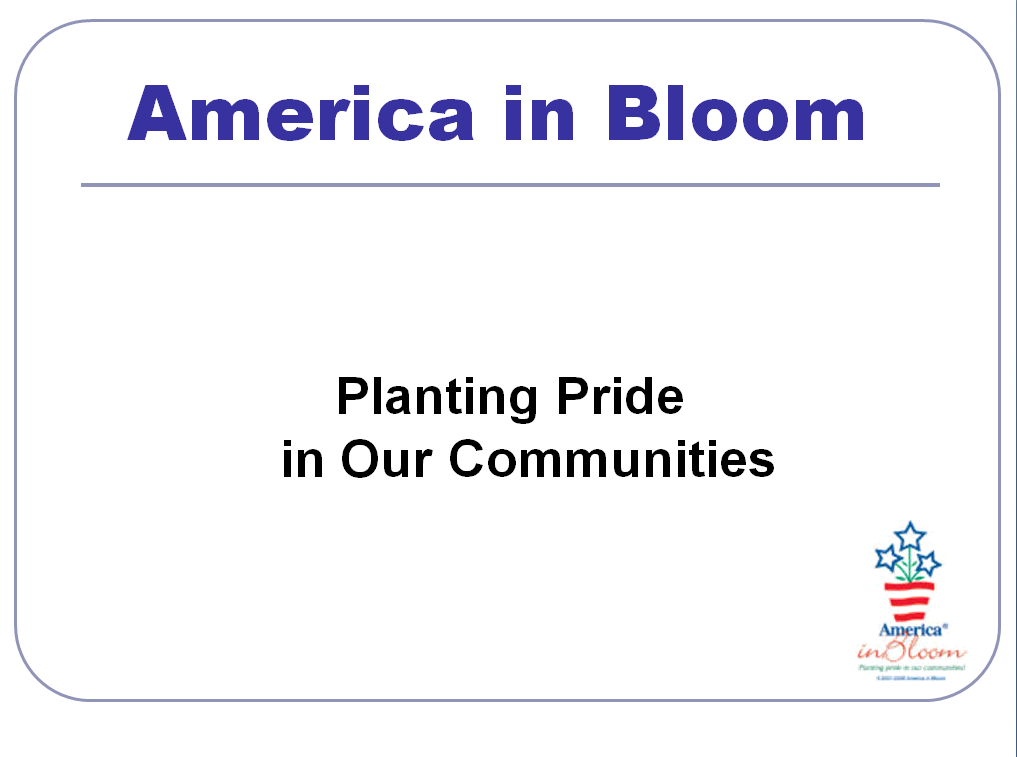 America in Bloom
Planting Pride
in Our Communities
America®
in Bloom
Planting pride in our communities!